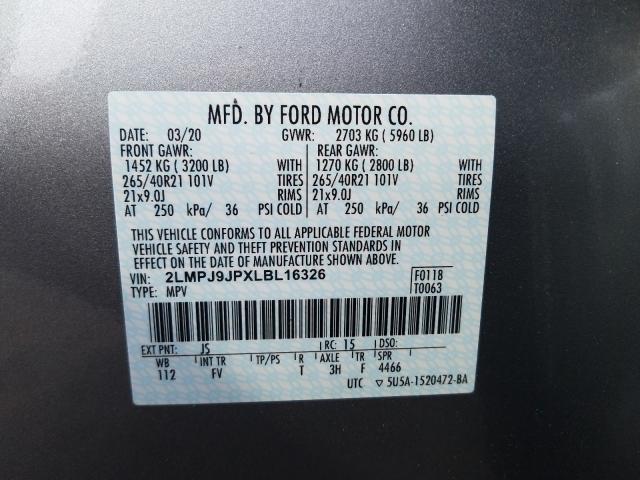 MFD. BY FORD MOTOR CO.
DATE: 03/20 GVWR: 2703 KG ( 5960 LB)
FRONT GAWR: REAR GAWR:
1452 KG ( 3200 LB) WITH 1270 KG ( 2800 LB) WITH
265/40R21 101V TIRES 265/40R21 101V TIRES
21x9.0J RIMS 21x9.0J RIMS
AT 250 kPa/ 36 PSI COLD AT 250 kPa/ 36 PSI COLD
THIS VEHICLE CONFORMS TO ALL APPLICABLE FEDERAL MOTOR
VEHICLE SAFETY AND THEFT PREVENTION STANDARDS IN
EFFECT ON THE DATE OF MANUFACTURE SHOWN ABOVE.
VIN: 2LMPJ9JPXLBL16326 F0118
TYPE: MPV T0063
EXT PNT: JS RC: 15 DSO:
WB INT TR TP/PS R AXLE TR SPR
112 FV T 3H F 4466
UTC ▽5U5A-1520472-BA